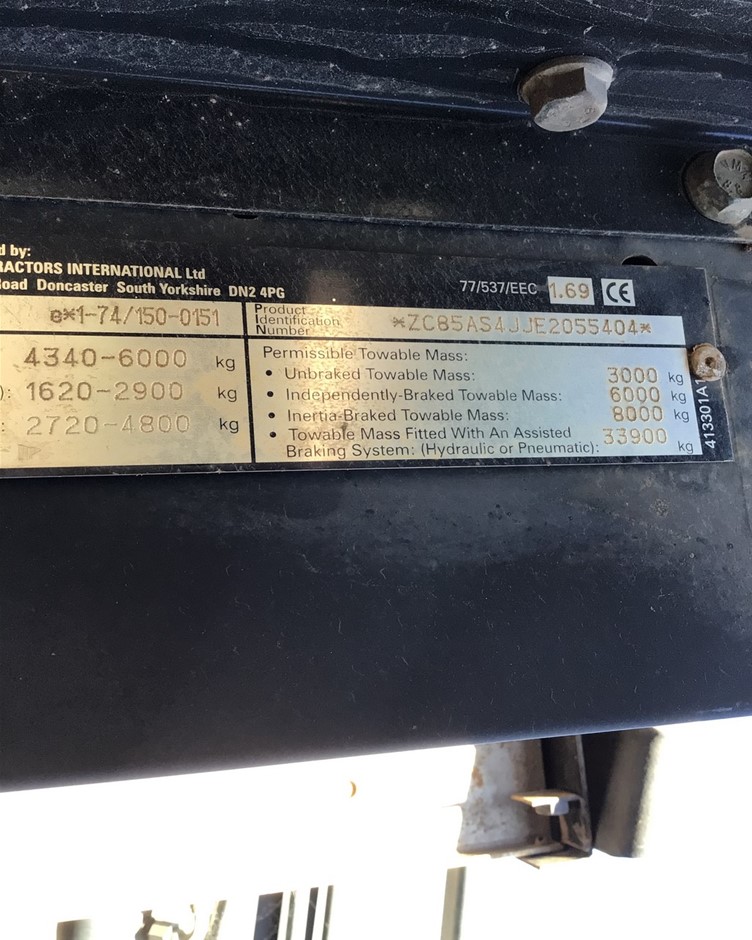 d by:
RACTORS INTERNATIONAL Ltd
Road Doncaster South Yorkshire DN2 4PG
77/537/EEC 1.69 CE
e*1-74/150-0151
Product Identification Number *ZC85AS4JJE2055404*
4340-6000 kg
): 1620-2900 kg
: 2720-4800 kg
Permissible Towable Mass:
• Unbraked Towable Mass: 3000 kg
• Independently-Braked Towable Mass: 6000 kg
• Inertia-Braked Towable Mass: 8000 kg
• Towable Mass Fitted With An Assisted
Braking System: (Hydraulic or Pneumatic): 33900 kg
413301A1